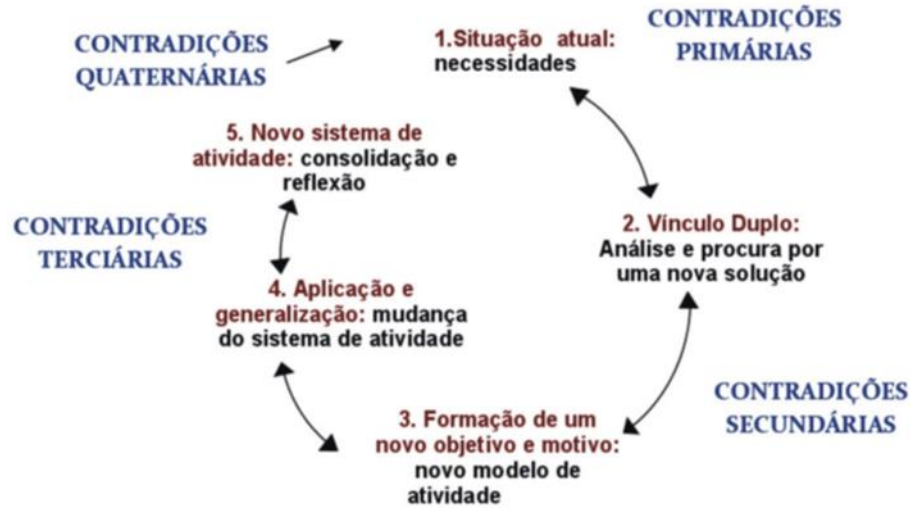 CONTRADIÇÕES
QUATERNÁRIAS
1.Situação atual:
necessidades
CONTRADIÇÕES
PRIMÁRIAS
5. Novo sistema de
atividade: consolidação e
reflexão
2. Vínculo Duplo:
Análise e procura por
uma nova solução
CONTRADIÇÕES
TERCIÁRIAS
4. Aplicação e
generalização: mudança
do sistema de atividade
CONTRADIÇÕES
SECUNDÁRIAS
3. Formação de um
novo objetivo e motivo:
novo modelo de
atividade